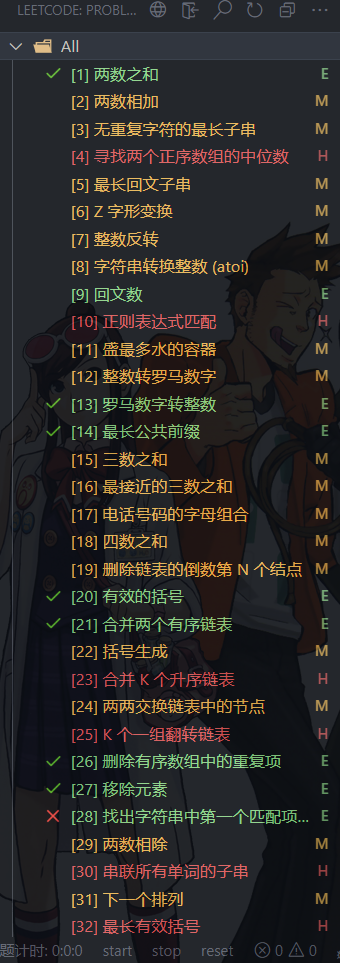 LEETCODE: PROBL... ...
All
[1] 两数之和 E
[2] 两数相加 M
[3] 无重复字符的最长子串 M
[4] 寻找两个正序数组的中位数 H
[5] 最长回文子串 M
[6] Z 字形变换 M
[7] 整数反转 M
[8] 字符串转换整数 (atoi) M
[9] 回文数 E
[10] 正则表达式匹配 H
[11] 盛最多水的容器 M
[12] 整数转罗马数字 M
[13] 罗马数字转整数 E
[14] 最长公共前缀 E
[15] 三数之和 M
[16] 最接近的三数之和 M
[17] 电话号码的字母组合 M
[18] 四数之和 M
[19] 删除链表的倒数第 N 个结点 M
[20] 有效的括号 E
[21] 合并两个有序链表 E
[22] 括号生成 M
[23] 合并 K 个升序链表 H
[24] 两两交换链表中的节点 M
[25] K 个一组翻转链表 H
[26] 删除有序数组中的重复项 E
[27] 移除元素 E
[28] 找出字符串中第一个匹配项... E
[29] 两数相除 M
[30] 串联所有单词的子串 H
[31] 下一个排列 M
[32] 最长有效括号 H
题计时: 0:0:0 start stop reset 0 0